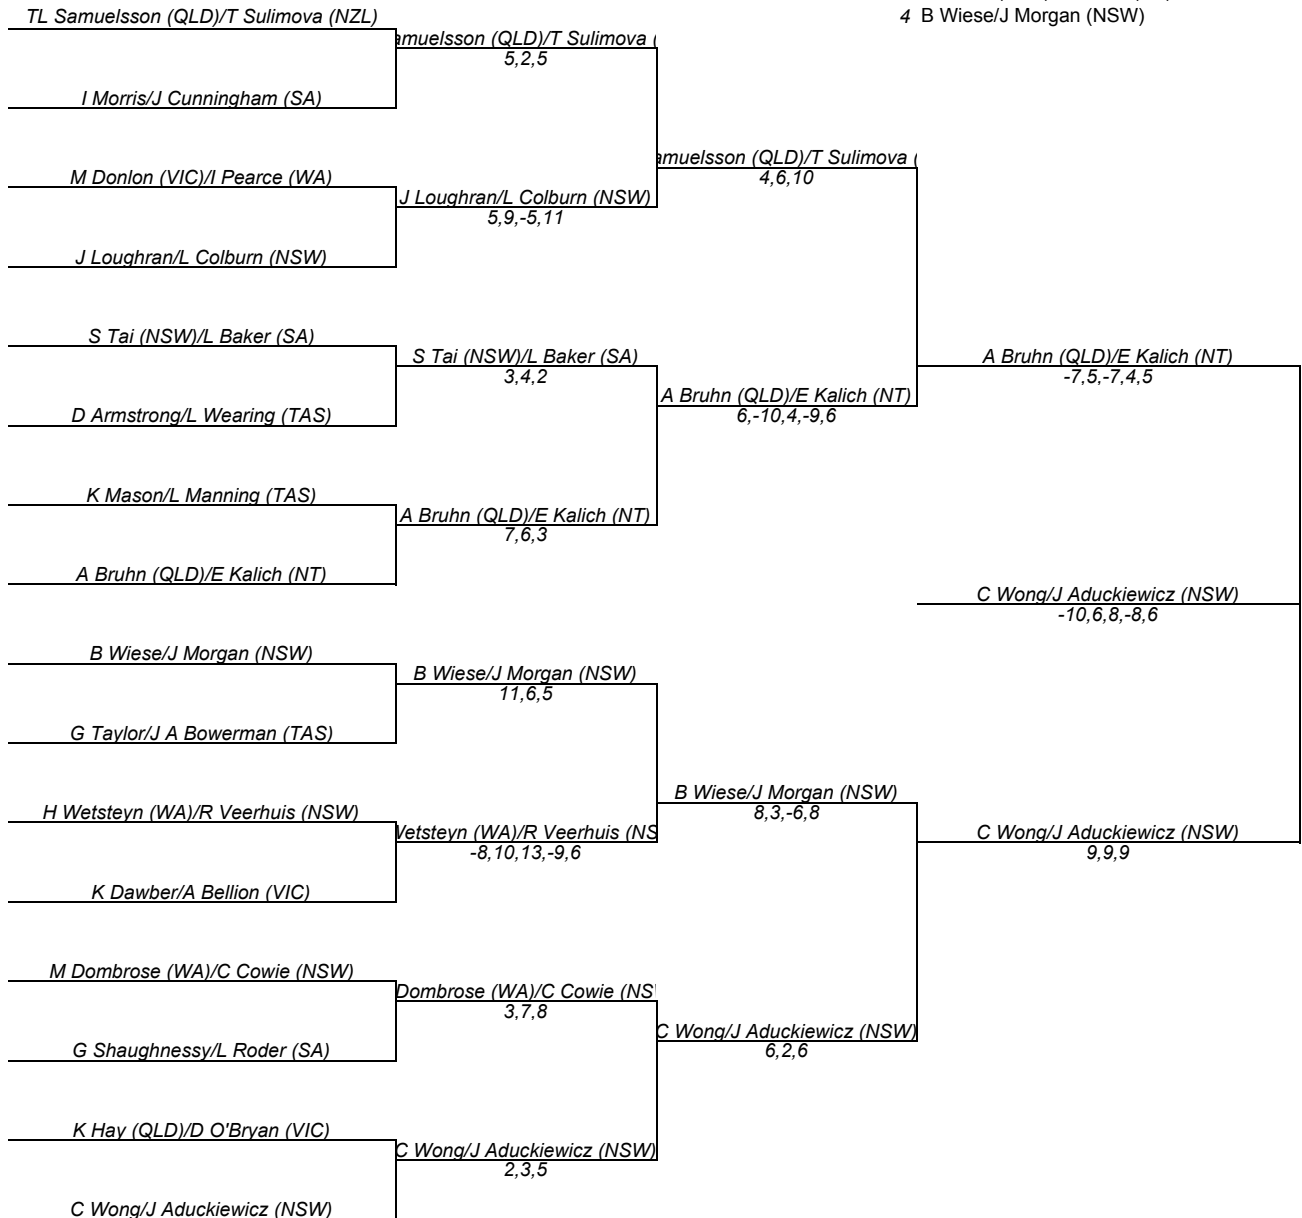 TL Samuelsson (QLD)/T Sulimova (NZL)
4 B Wiese/J Morgan (NSW)
amuelsson (QLD)/T Sulimova (
5,2,5
I Morris/J Cunningham (SA)
amuelsson (QLD)/T Sulimova (
4,6,10
M Donlon (VIC)/I Pearce (WA)
J Loughran/L Colburn (NSW)
5,9,-5,11
J Loughran/L Colburn (NSW)
S Tai (NSW)/L Baker (SA)
S Tai (NSW)/L Baker (SA)
3,4,2
A Bruhn (QLD)/E Kalich (NT)
-7,5,-7,4,5
A Bruhn (QLD)/E Kalich (NT)
6,-10,4,-9,6
D Armstrong/L Wearing (TAS)
K Mason/L Manning (TAS)
A Bruhn (QLD)/E Kalich (NT)
7,6,3
A Bruhn (QLD)/E Kalich (NT)
C Wong/J Aduckiewicz (NSW)
-10,6,8,-8,6
B Wiese/J Morgan (NSW)
B Wiese/J Morgan (NSW)
11,6,5
G Taylor/J A Bowerman (TAS)
B Wiese/J Morgan (NSW)
8,3,-6,8
H Wetsteyn (WA)/R Veerhuis (NSW)
Wetsteyn (WA)/R Veerhuis (NS
-8,10,13,-9,6
C Wong/J Aduckiewicz (NSW)
9,9,9
K Dawber/A Bellion (VIC)
M Dombrose (WA)/C Cowie (NSW)
Dombrose (WA)/C Cowie (NS
3,7,8
C Wong/J Aduckiewicz (NSW)
6,2,6
G Shaughnessy/L Roder (SA)
K Hay (QLD)/D O'Bryan (VIC)
C Wong/J Aduckiewicz (NSW)
2,3,5
C Wong/J Aduckiewicz (NSW)